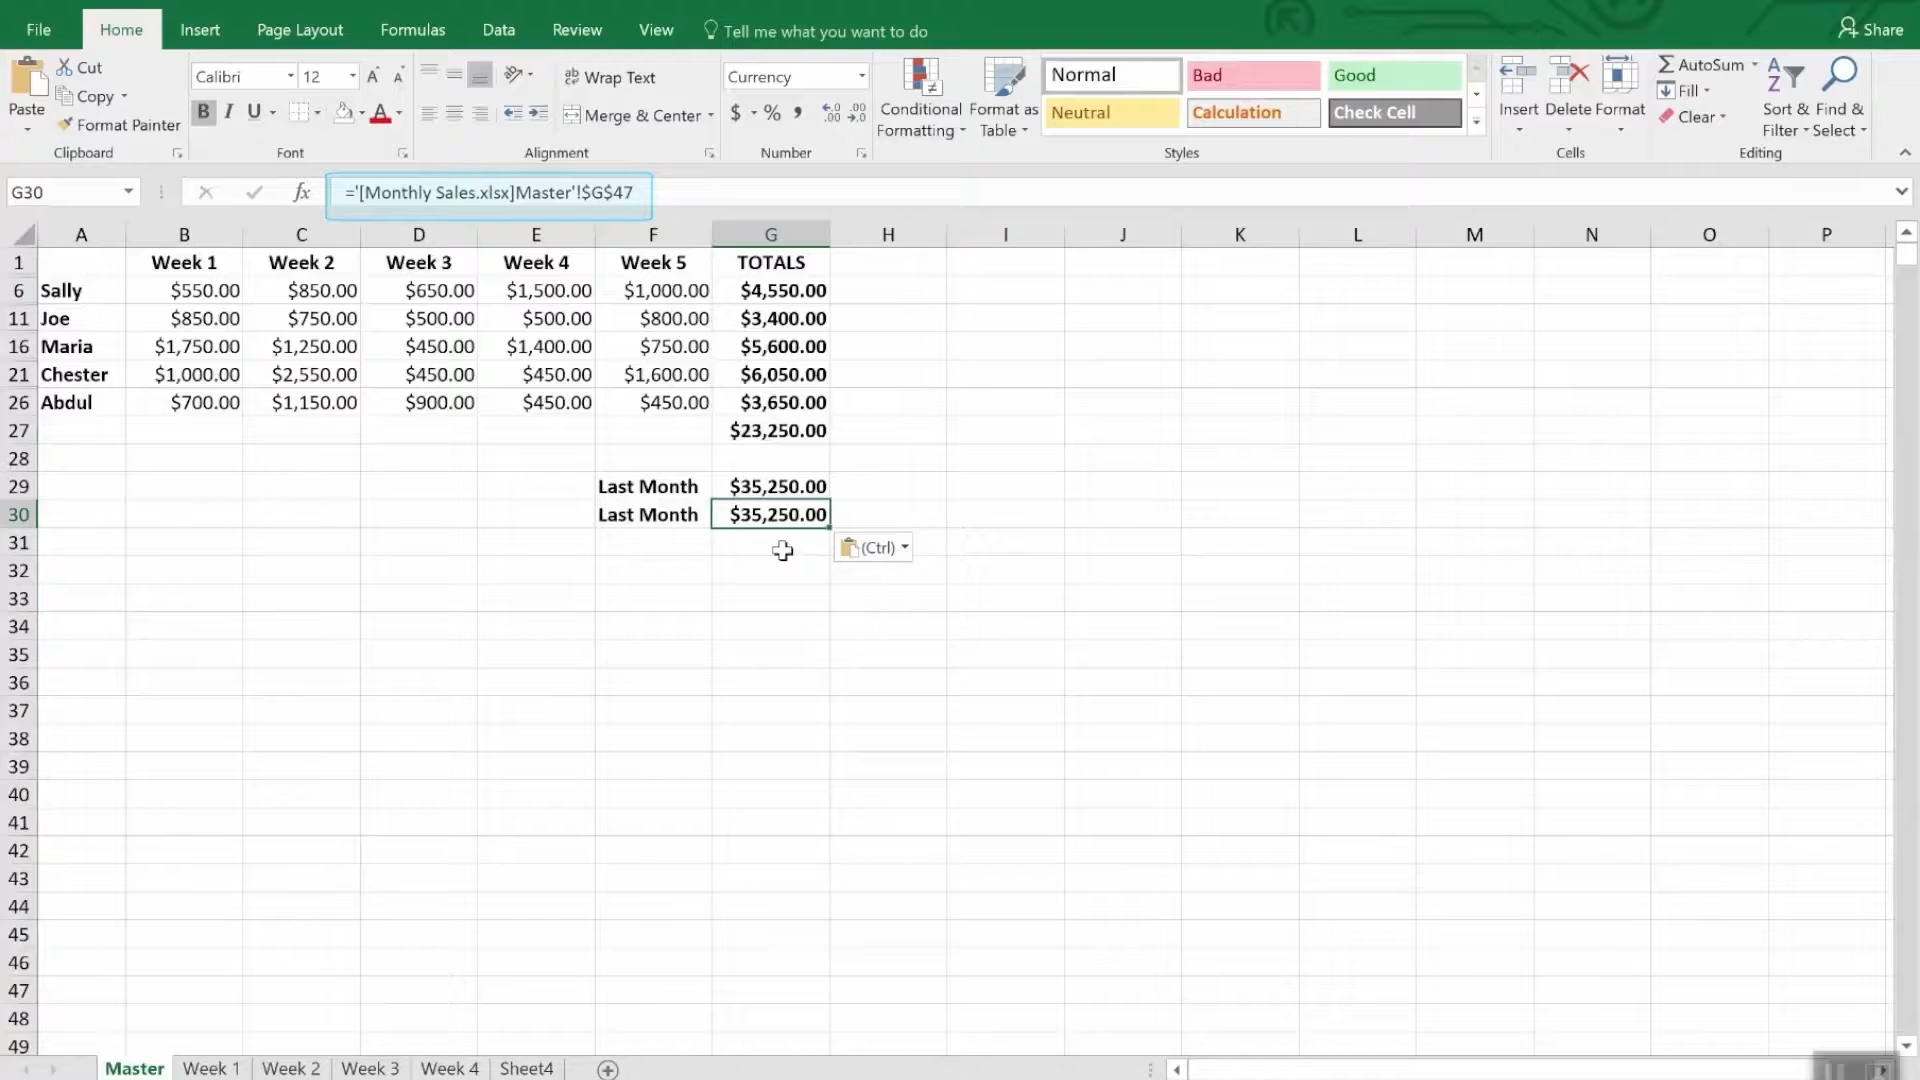 File Home Insert Page Layout Formulas Data Review View Tell me what you want to do Share
Paste Cut Copy Format Painter
Calibri 12 A A
B I U A
ab Wrap Text
Merge & Center
Currency
$ % , .0 .00 .00 .0
Conditional Formatting
Format as Table
Normal Bad Good
Neutral Calculation Check Cell
Insert Delete Format
AutoSum
Fill
Clear
Sort & Filter
Find & Select
Clipboard Font Alignment Number Styles Cells Editing
G30 fx ='[Monthly Sales.xlsx]Master'!$G$47
A B C D E F G H I J K L M N O P
1 Week 1 Week 2 Week 3 Week 4 Week 5 TOTALS
6 Sally $550.00 $850.00 $650.00 $1,500.00 $1,000.00 $4,550.00
11 Joe $850.00 $750.00 $500.00 $500.00 $800.00 $3,400.00
16 Maria $1,750.00 $1,250.00 $450.00 $1,400.00 $750.00 $5,600.00
21 Chester $1,000.00 $2,550.00 $450.00 $450.00 $1,600.00 $6,050.00
26 Abdul $700.00 $1,150.00 $900.00 $450.00 $450.00 $3,650.00
27 $23,250.00
28
29 Last Month $35,250.00
30 Last Month $35,250.00
31 (Ctrl)
32
33
34
35
36
37
38
39
40
41
42
43
44
45
46
47
48
49
Master Week 1 Week 2 Week 3 Week 4 Sheet4